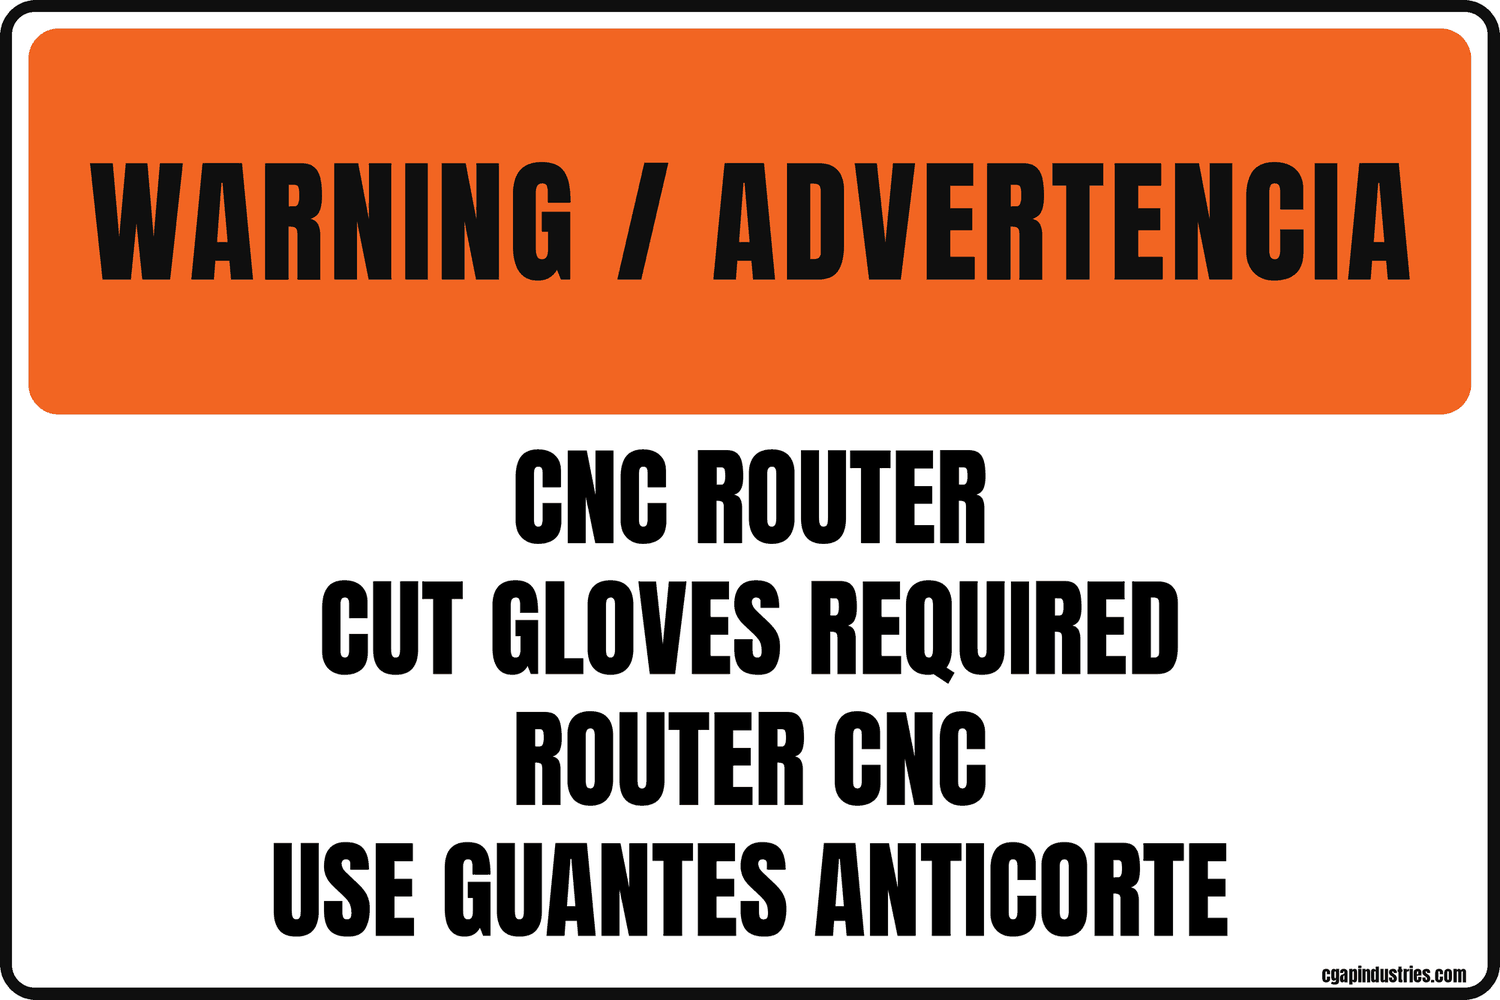 WARNING / ADVERTENCIA
CNC ROUTER
CUT GLOVES REQUIRED
ROUTER CNC
USE GUANTES ANTICORTE
cgapindustries.com